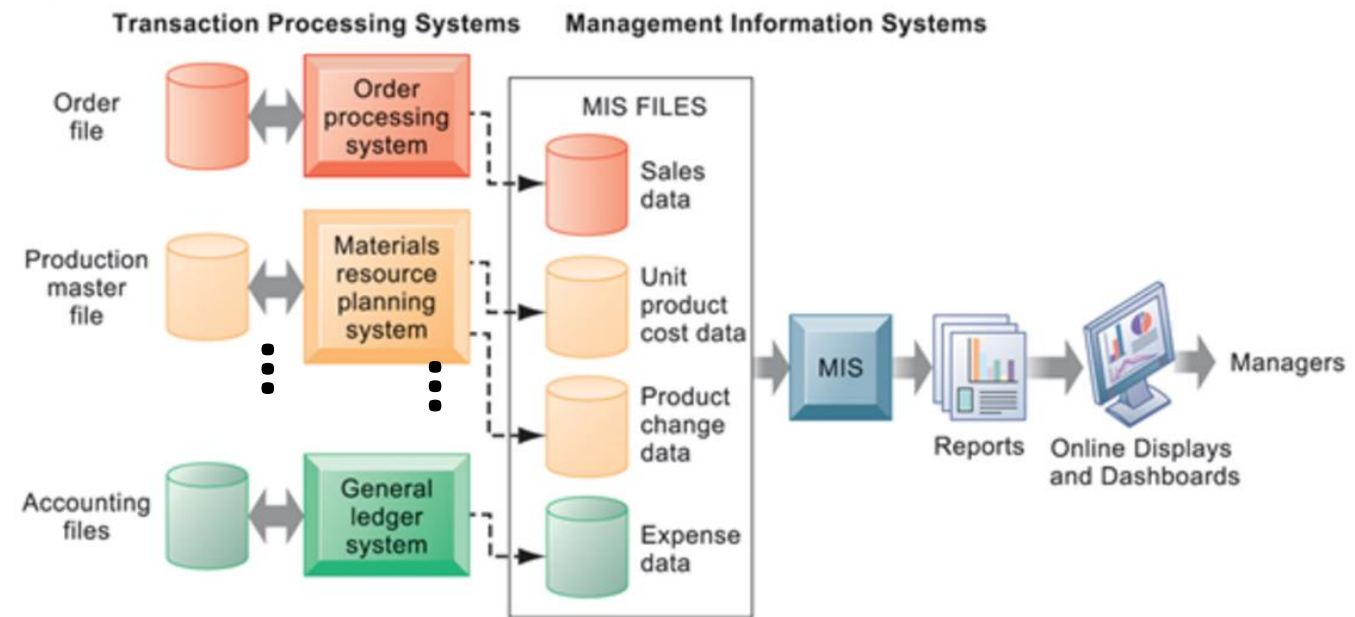 Transaction Processing Systems
Management Information Systems
Order
file
Order
processing
system
MIS FILES
Sales
data
Production
master
file
Materials
resource
planning
system
Unit
product
cost data
Product
change
data
MIS
Reports
Online Displays
and Dashboards
Managers
Accounting
files
General
ledger
system
Expense
data